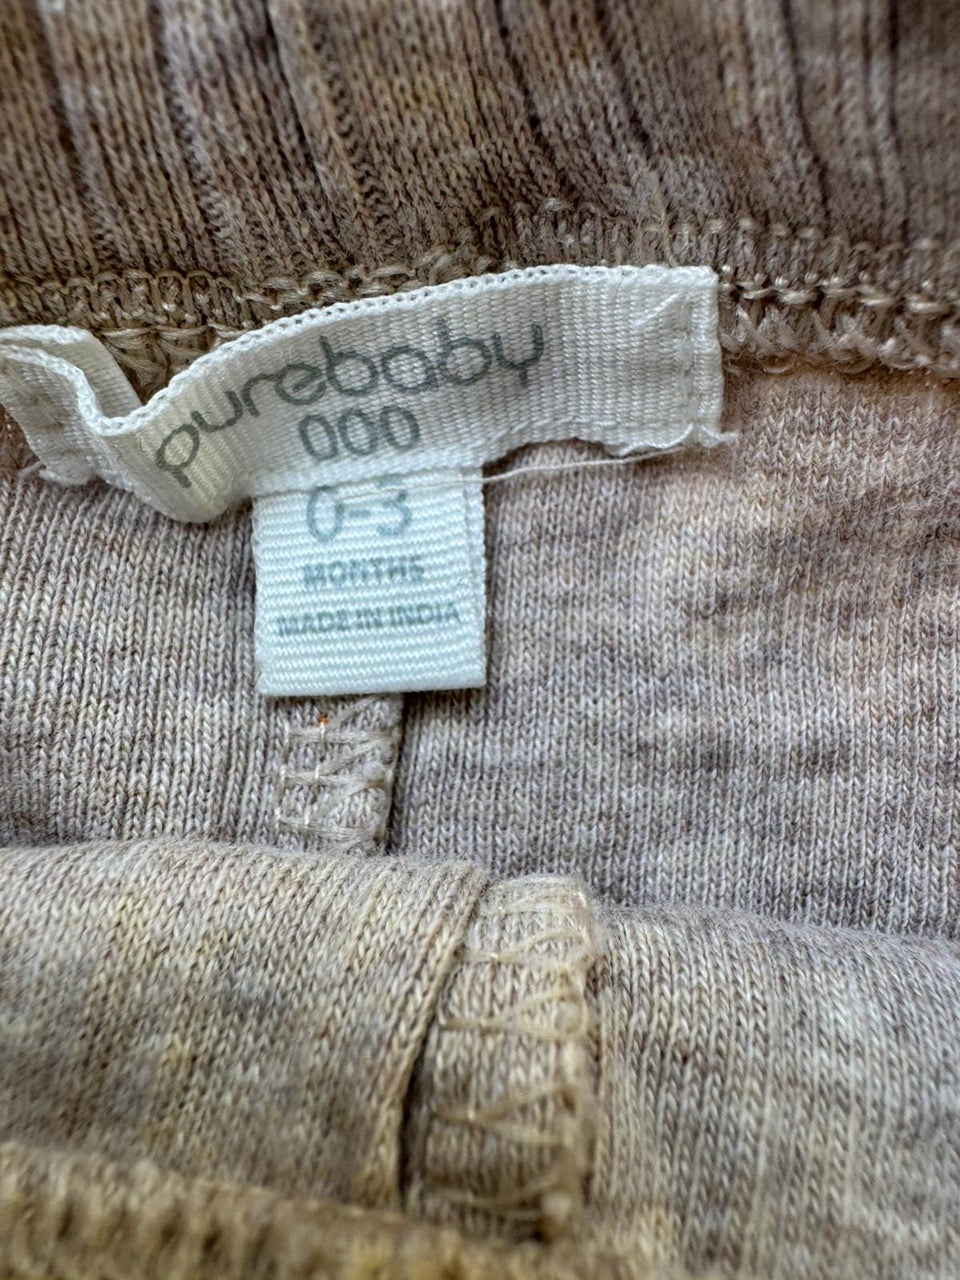 purebaby
000
0-3
MONTHS
MADE IN INDIA